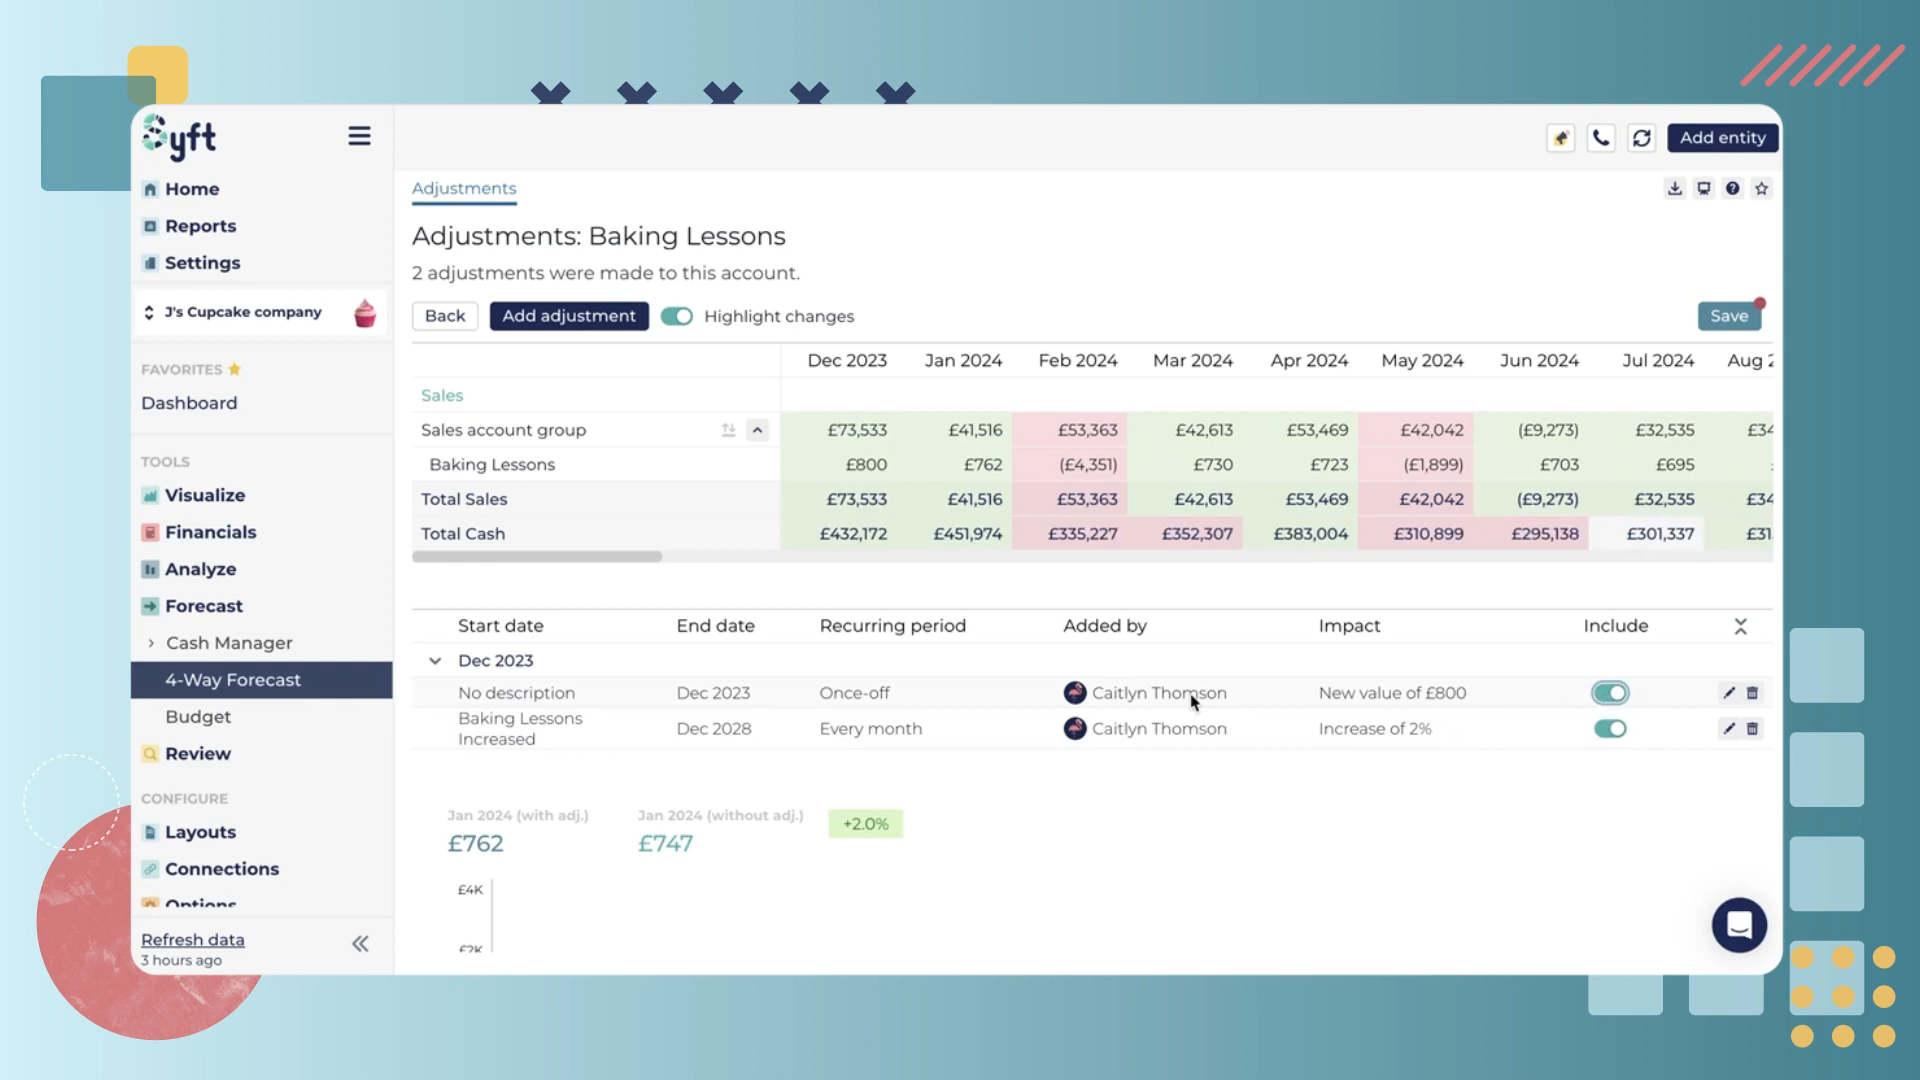 Syft
Home
Reports
Settings
J's Cupcake company
FAVORITES
Dashboard
TOOLS
Visualize
Financials
Analyze
Forecast
Cash Manager
4-Way Forecast
Budget
Review
CONFIGURE
Layouts
Connections
Options
Refresh data
3 hours ago
Add entity
Adjustments
Adjustments: Baking Lessons
2 adjustments were made to this account.
Back Add adjustment Highlight changes Save
Dec 2023 Jan 2024 Feb 2024 Mar 2024 Apr 2024 May 2024 Jun 2024 Jul 2024 Aug 2
Sales
Sales account group £73,533 £41,516 £53,363 £42,613 £53,469 £42,042 (£9,273) £32,535 £34
Baking Lessons £800 £762 (£4,351) £730 £723 (£1,899) £703 £695
Total Sales £73,533 £41,516 £53,363 £42,613 £53,469 £42,042 (£9,273) £32,535 £34
Total Cash £432,172 £451,974 £335,227 £352,307 £383,004 £310,899 £295,138 £301,337 £31
Start date End date Recurring period Added by Impact Include
Dec 2023
No description Dec 2023 Once-off Caitlyn Thomson New value of £800
Baking Lessons
Increased Dec 2028 Every month Caitlyn Thomson Increase of 2%
Jan 2024 (with adj.) Jan 2024 (without adj.) +2.0%
£762 £747
£4K
£2K